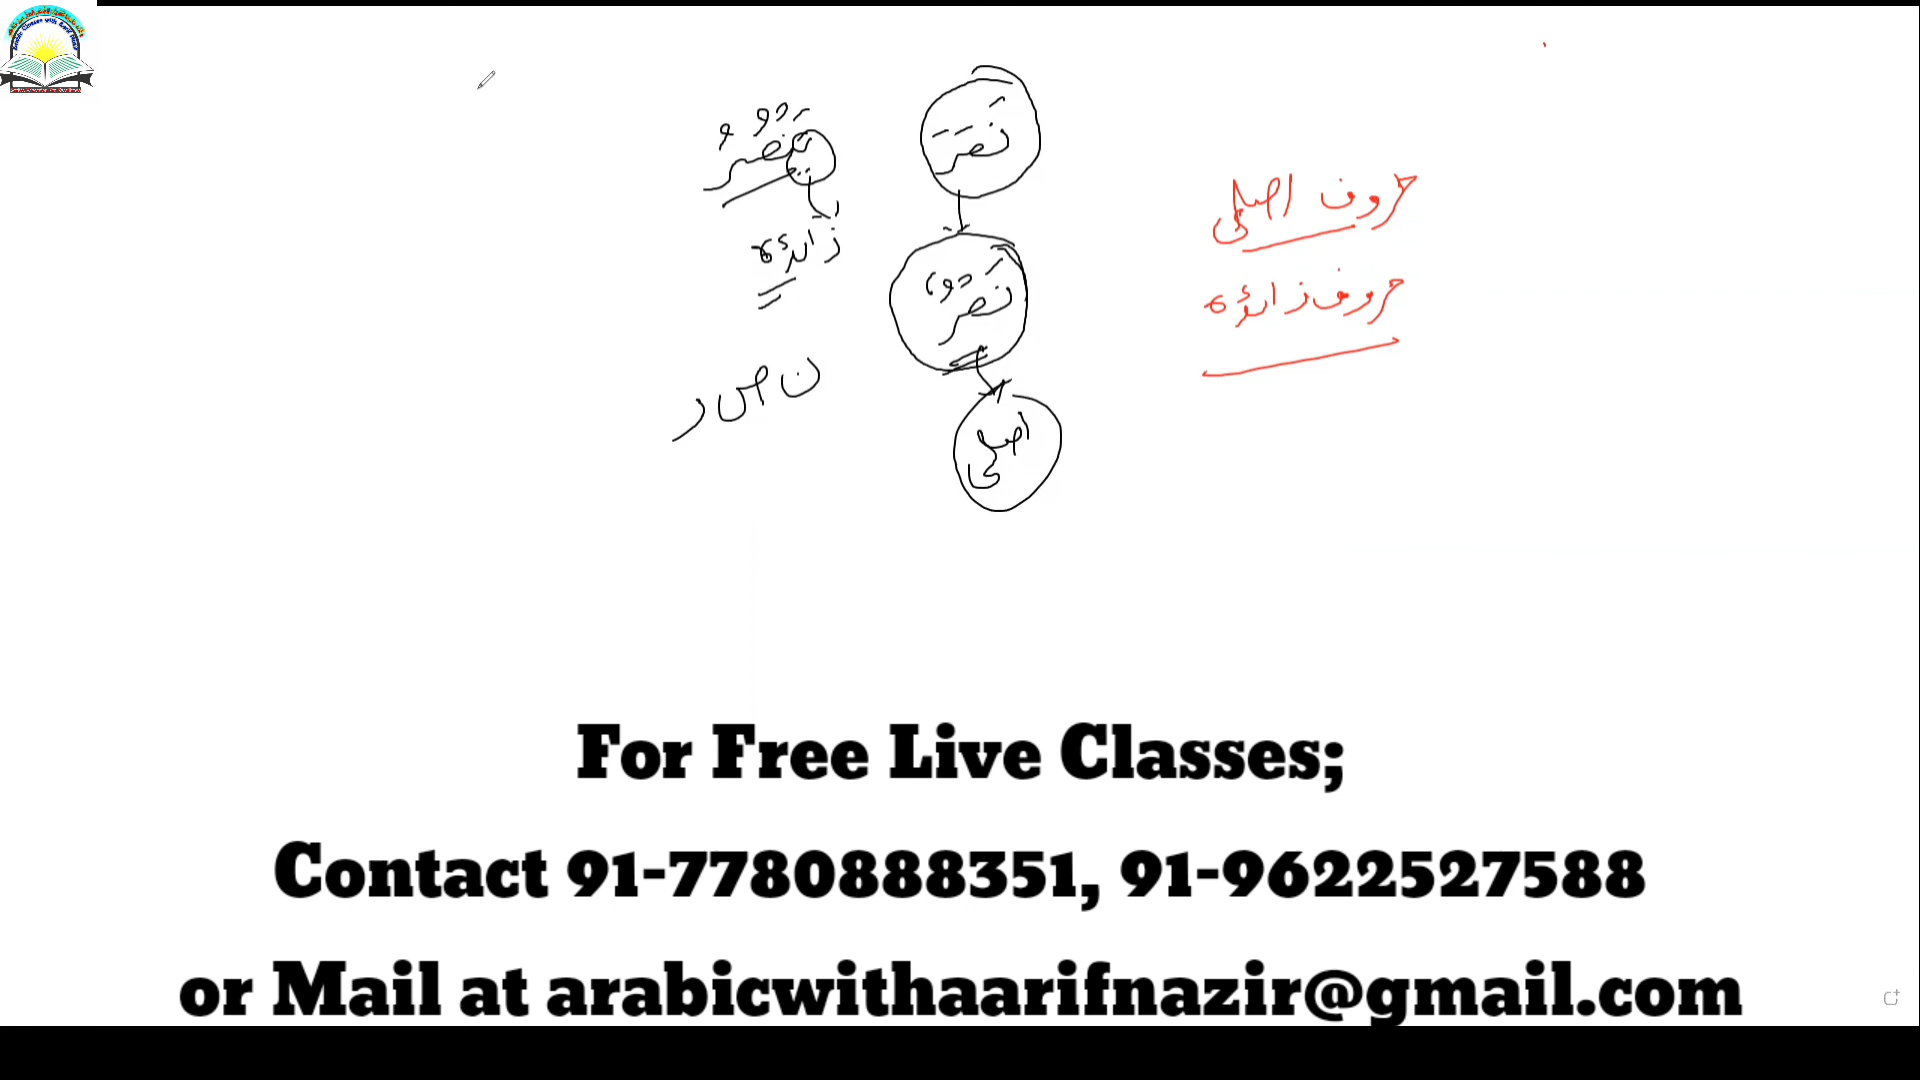 حروف اصلی
حروف زائدہ
نَصَرَ
نَصْرٌ
اصلی
يَنْصُرُ
زائدہ
ن ص ر
For Free Live Classes;
Contact 91-7780888351, 91-9622527588
or Mail at arabicwithaarifnazir@gmail.com